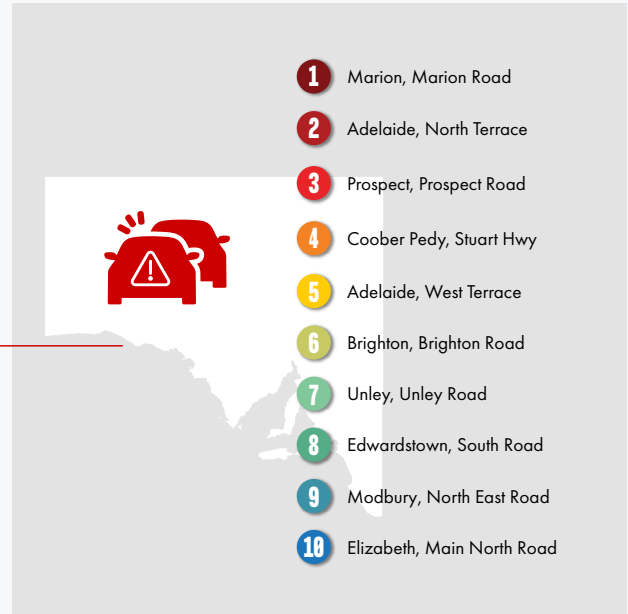 1 Marion, Marion Road
2 Adelaide, North Terrace
3 Prospect, Prospect Road
4 Coober Pedy, Stuart Hwy
5 Adelaide, West Terrace
6 Brighton, Brighton Road
7 Unley, Unley Road
8 Edwardstown, South Road
9 Modbury, North East Road
10 Elizabeth, Main North Road